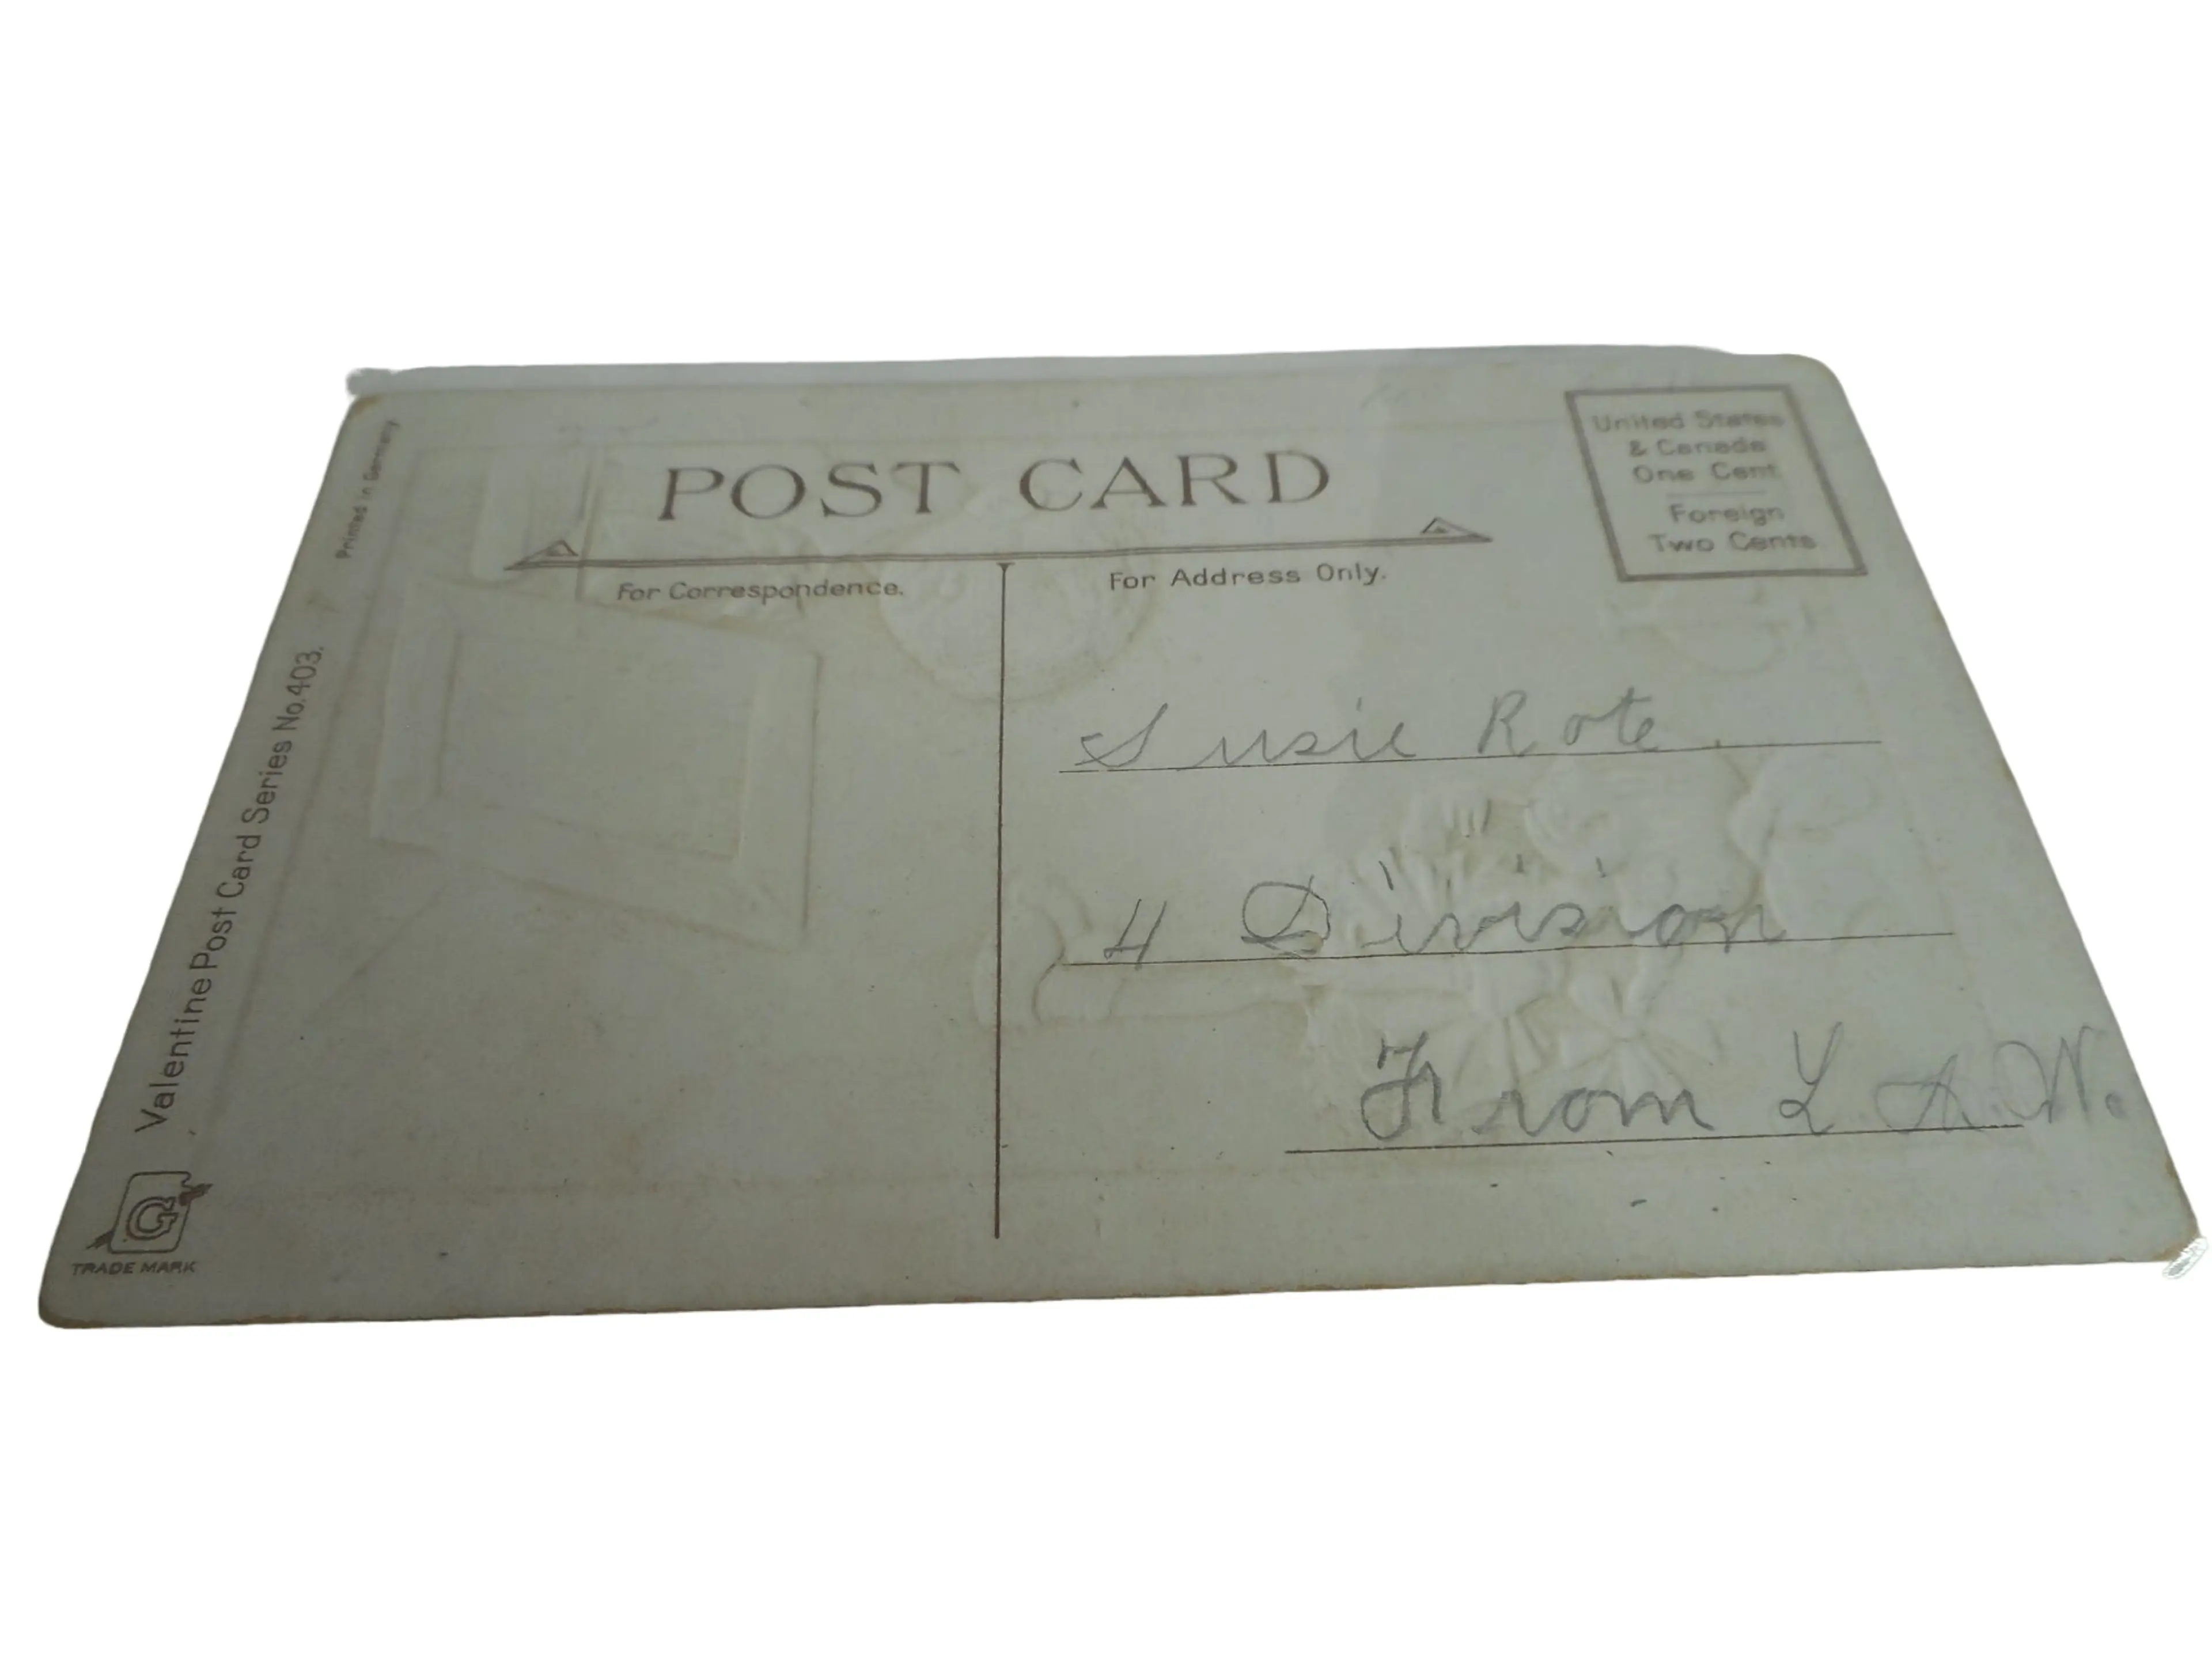 POST CARD
For Correspondence.
For Address Only.
United States
& Canada
One Cent
Foreign
Two Cents
Susie Rote
4 Division
From L A. W.
Printed in Germany
Valentine Post Card Series No. 403.
TRADE MARK